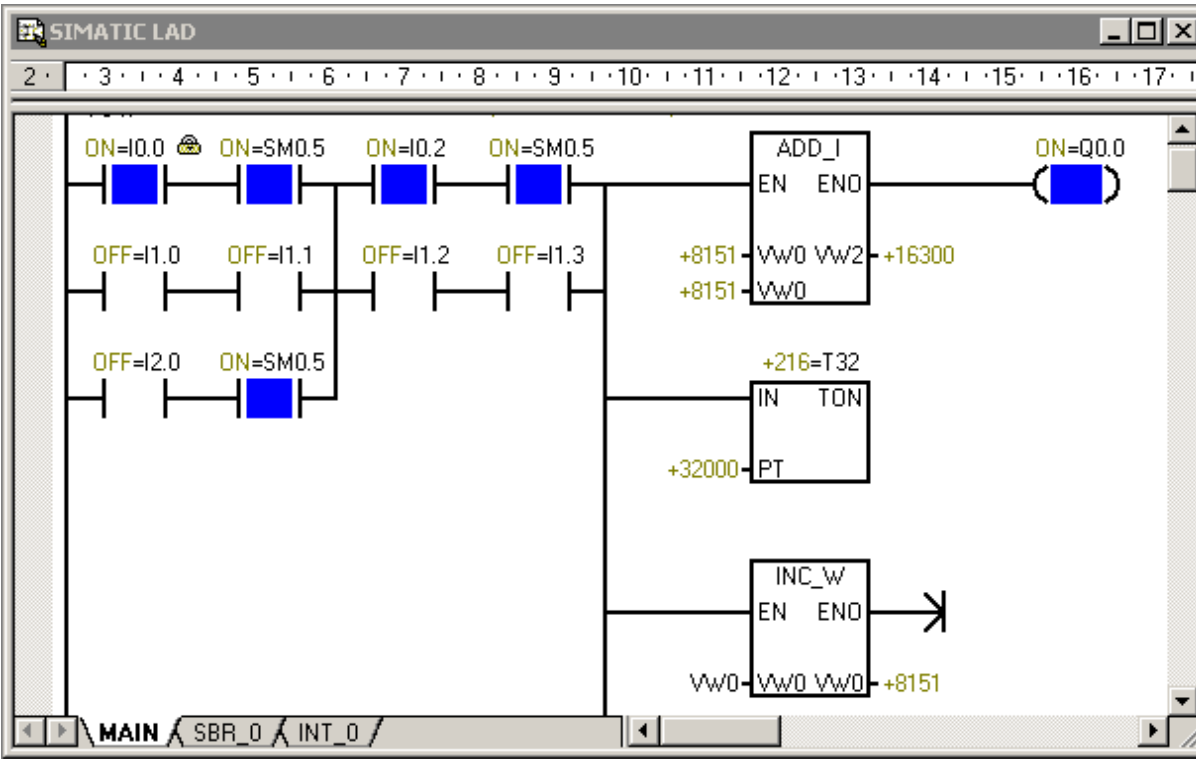 SIMATIC LAD
2 · · 3 · ı · 4 · ı · 5 · ı · 6 · ı · 7 · ı · 8 · ı · 9 · ı · 10 · ı · 11 · ı · 12 · ı · 13 · ı · 14 · ı · 15 · ı · 16 · ı · 17 ·
ON=I0.0 ON=SM0.5 ON=I0.2 ON=SM0.5 ADD_I ON=Q0.0
EN ENO
OFF=I1.0 OFF=I1.1 OFF=I1.2 OFF=I1.3 +8151 VW0 VW2 +16300
+8151 VW0
OFF=I2.0 ON=SM0.5 +216=T32
IN TON
+32000 PT
INC_W
EN ENO
VW0 VW0 VW0 +8151
MAIN SBR_0 INT_0